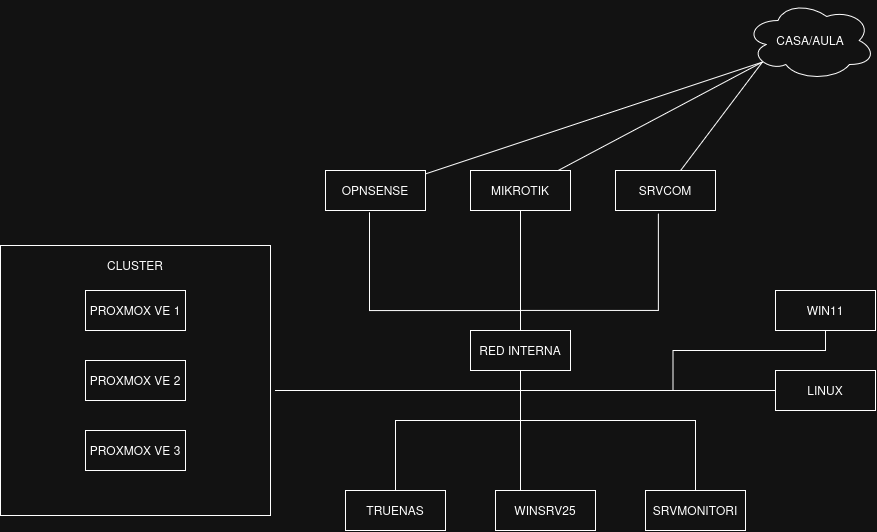 CASA/AULA
OPNSENSE
MIKROTIK
SRVCOM
CLUSTER
PROXMOX VE 1
PROXMOX VE 2
PROXMOX VE 3
RED INTERNA
WIN11
LINUX
TRUENAS
WINSRV25
SRVMONITORI